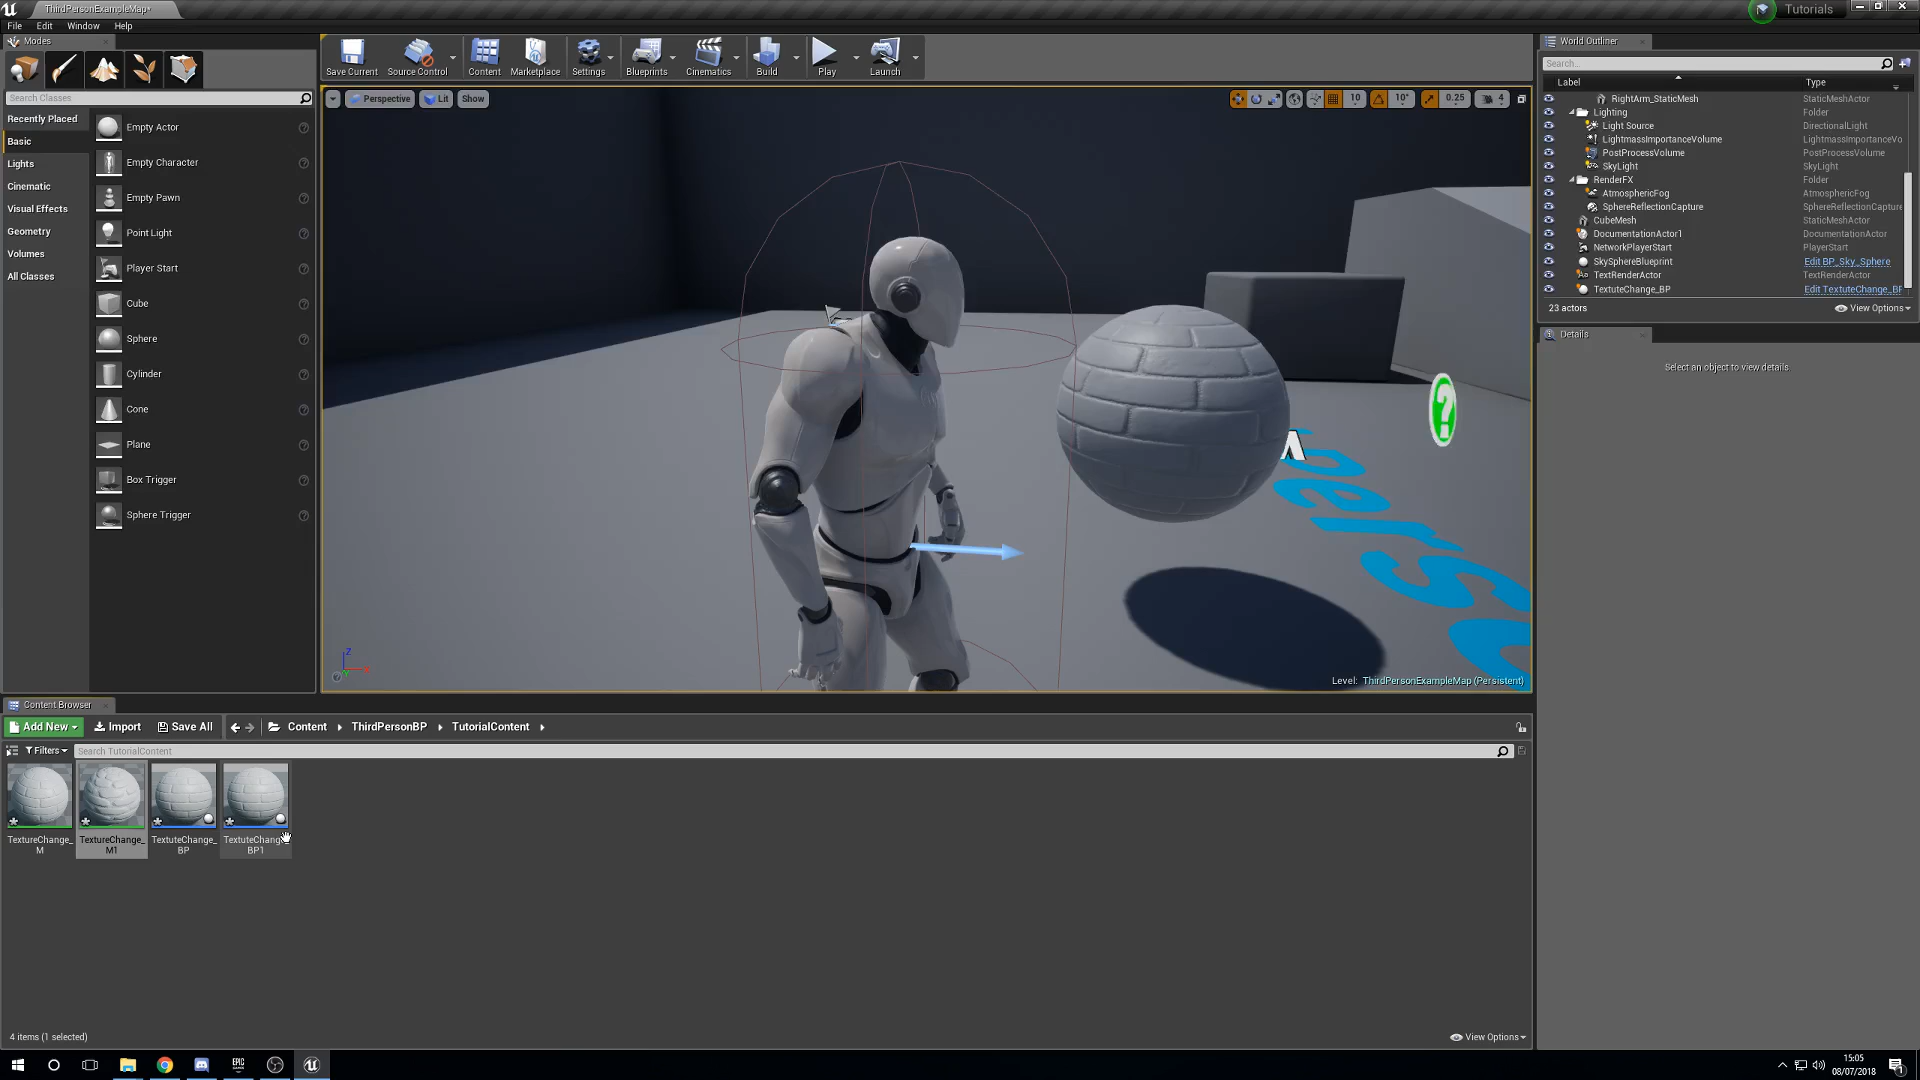 ThirdPersonExampleMap*
Tutorials
File Edit Window Help
Modes
Search Classes
Recently Placed
Basic
Lights
Cinematic
Visual Effects
Geometry
Volumes
All Classes
Empty Actor
Empty Character
Empty Pawn
Point Light
Player Start
Cube
Sphere
Cylinder
Cone
Plane
Box Trigger
Sphere Trigger
Save Current Source Control Content Marketplace Settings Blueprints Cinematics Build Play Launch
Perspective Lit Show
10 10° 0.25 4
?
perso
Level: ThirdPersonExampleMap (Persistent)
World Outliner
Search...
Label Type
RightArm_StaticMesh StaticMeshActor
Lighting Folder
Light Source DirectionalLight
LightmassImportanceVolume LightmassImportanceVo
PostProcessVolume PostProcessVolume
SkyLight SkyLight
RenderFX Folder
AtmosphericFog AtmosphericFog
SphereReflectionCapture SphereReflectionCapture
CubeMesh StaticMeshActor
DocumentationActor1 DocumentationActor
NetworkPlayerStart PlayerStart
SkySphereBlueprint Edit BP_Sky_Sphere
TextRenderActor TextRenderActor
TextuteChange_BP Edit TextuteChange_BP
23 actors View Options
Details
Select an object to view details.
Content Browser
Add New Import Save All Content ThirdPersonBP TutorialContent
Filters Search TutorialContent
TextureChange_
M
TextureChange_
M1
TextuteChange_
BP
TextuteChange
BP1
4 items (1 selected) View Options
EPIC
GAMES
15:05
08/07/2018